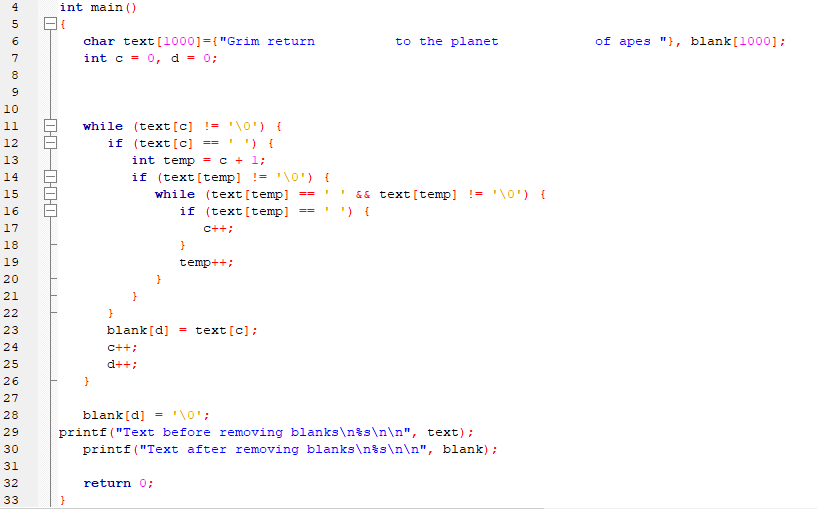 4 int main()
5 {
6 char text[1000]={"Grim return          to the planet            of apes "}, blank[1000];
7 int c = 0, d = 0;
8
9
10
11 while (text[c] != '\0') {
12 if (text[c] == ' ') {
13 int temp = c + 1;
14 if (text[temp] != '\0') {
15 while (text[temp] == ' ' && text[temp] != '\0') {
16 if (text[temp] == ' ') {
17 c++;
18 }
19 temp++;
20 }
21 }
22 }
23 blank[d] = text[c];
24 c++;
25 d++;
26 }
27
28 blank[d] = '\0';
29 printf("Text before removing blanks\n%s\n\n", text);
30 printf("Text after removing blanks\n%s\n\n", blank);
31
32 return 0;
33 }